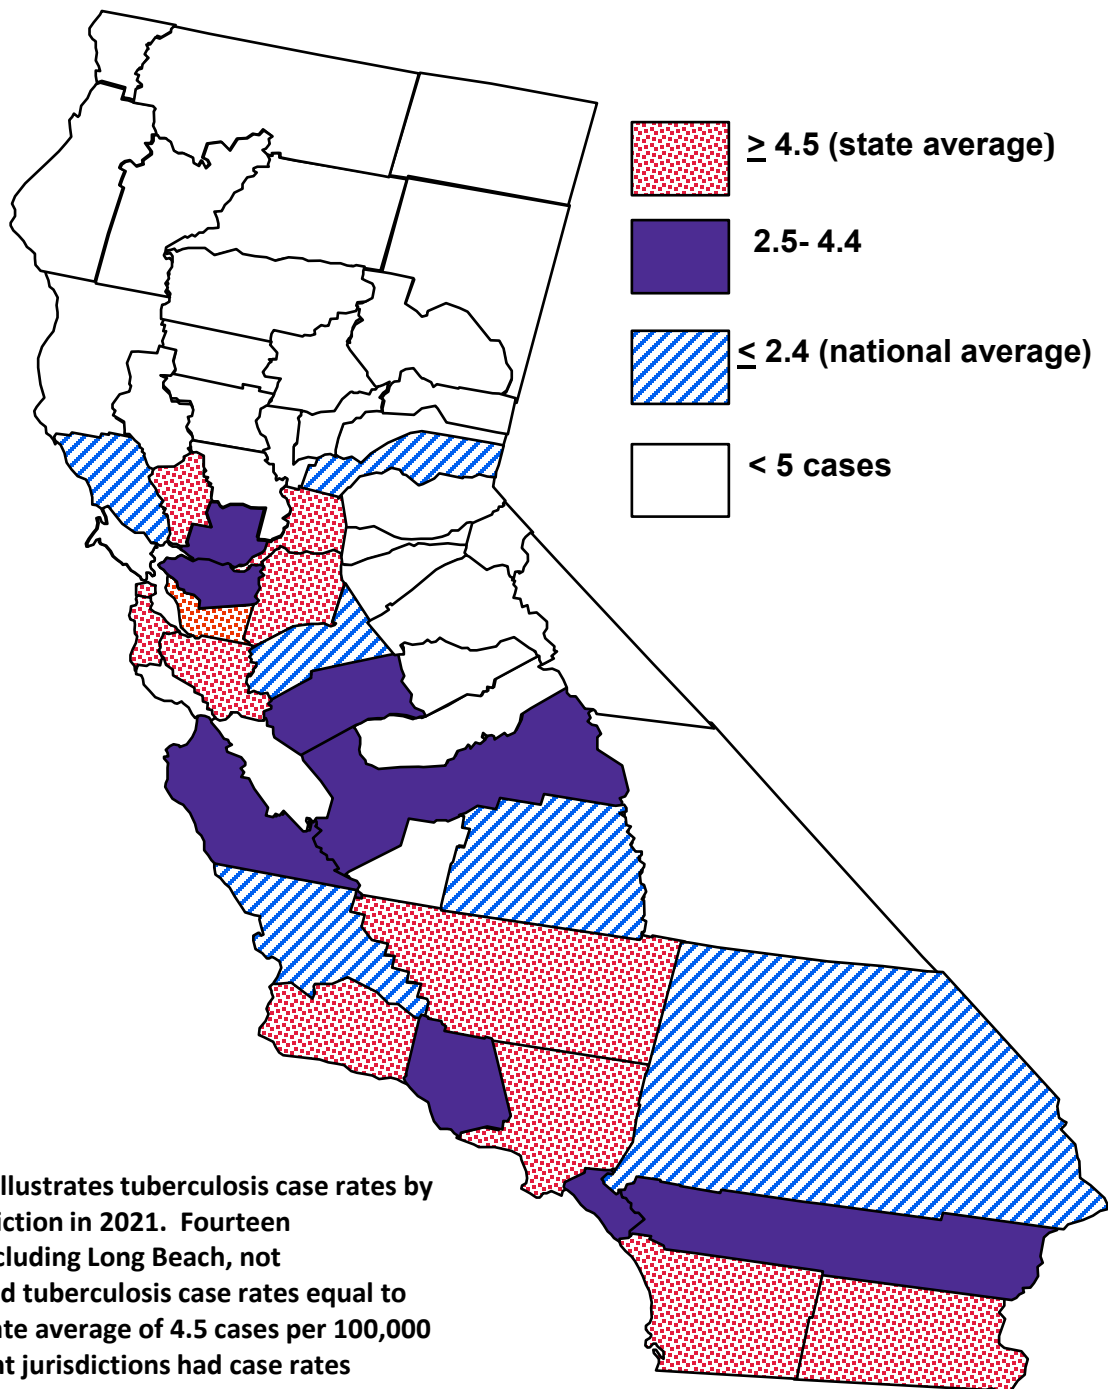 ≥ 4.5 (state average)
2.5- 4.4
≤ 2.4 (national average)
< 5 cases
llustrates tuberculosis case rates by
diction in 2021. Fourteen
cluding Long Beach, not
d tuberculosis case rates equal to
te average of 4.5 cases per 100,000
nt jurisdictions had case rates